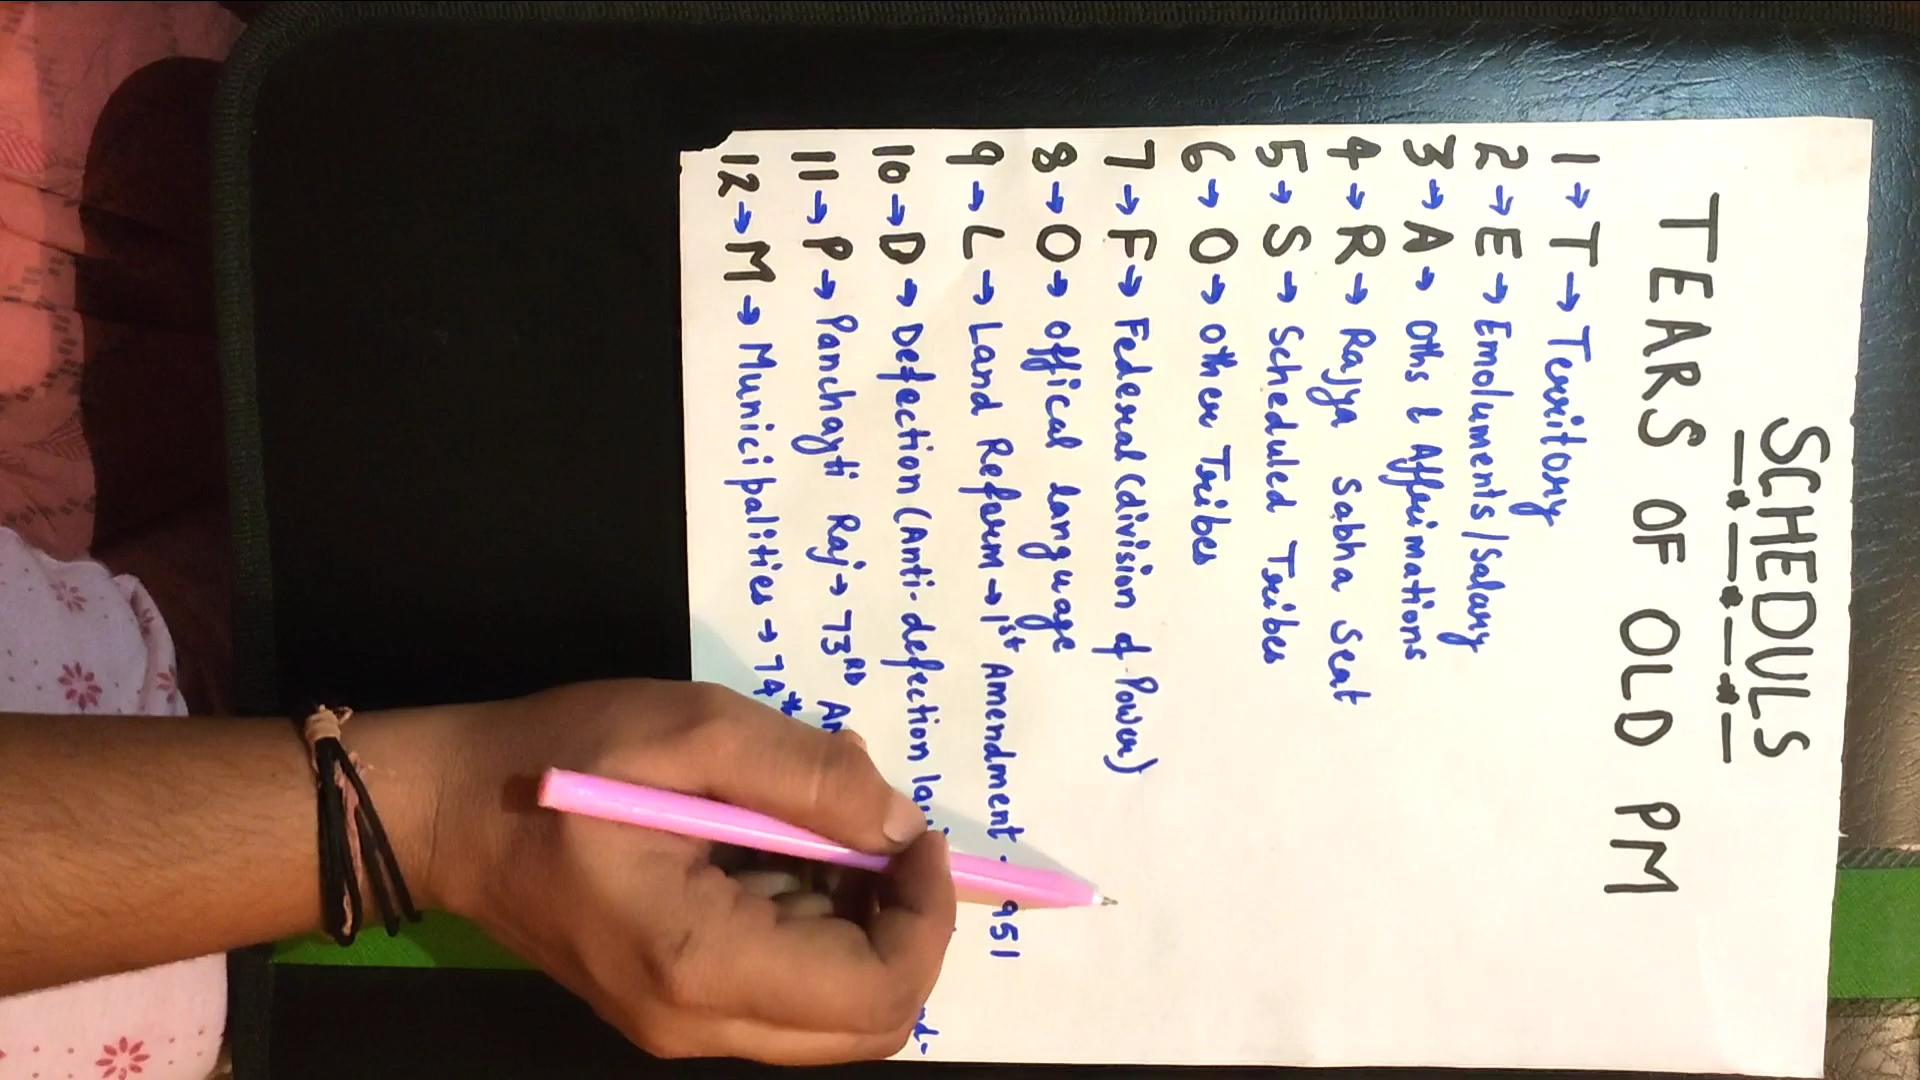 SCHEDULS
TEARS OF OLD PM
1 → T → Territory
2 → E → Emoluments/Salary
3 → A → Oths & Affrimations
4 → R → Rajya Sabha Seat
5 → S → Scheduled Tribes
6 → O → Other Tribes
7 → F → Federal (division of Power)
8 → O → Offical language
9 → L → Land Reform → 1st Amendment - 951
10 → D → Defection (Anti-defection
11 → P → Panchayti Raj → 73RD
12 → M → Municipalities → 74th